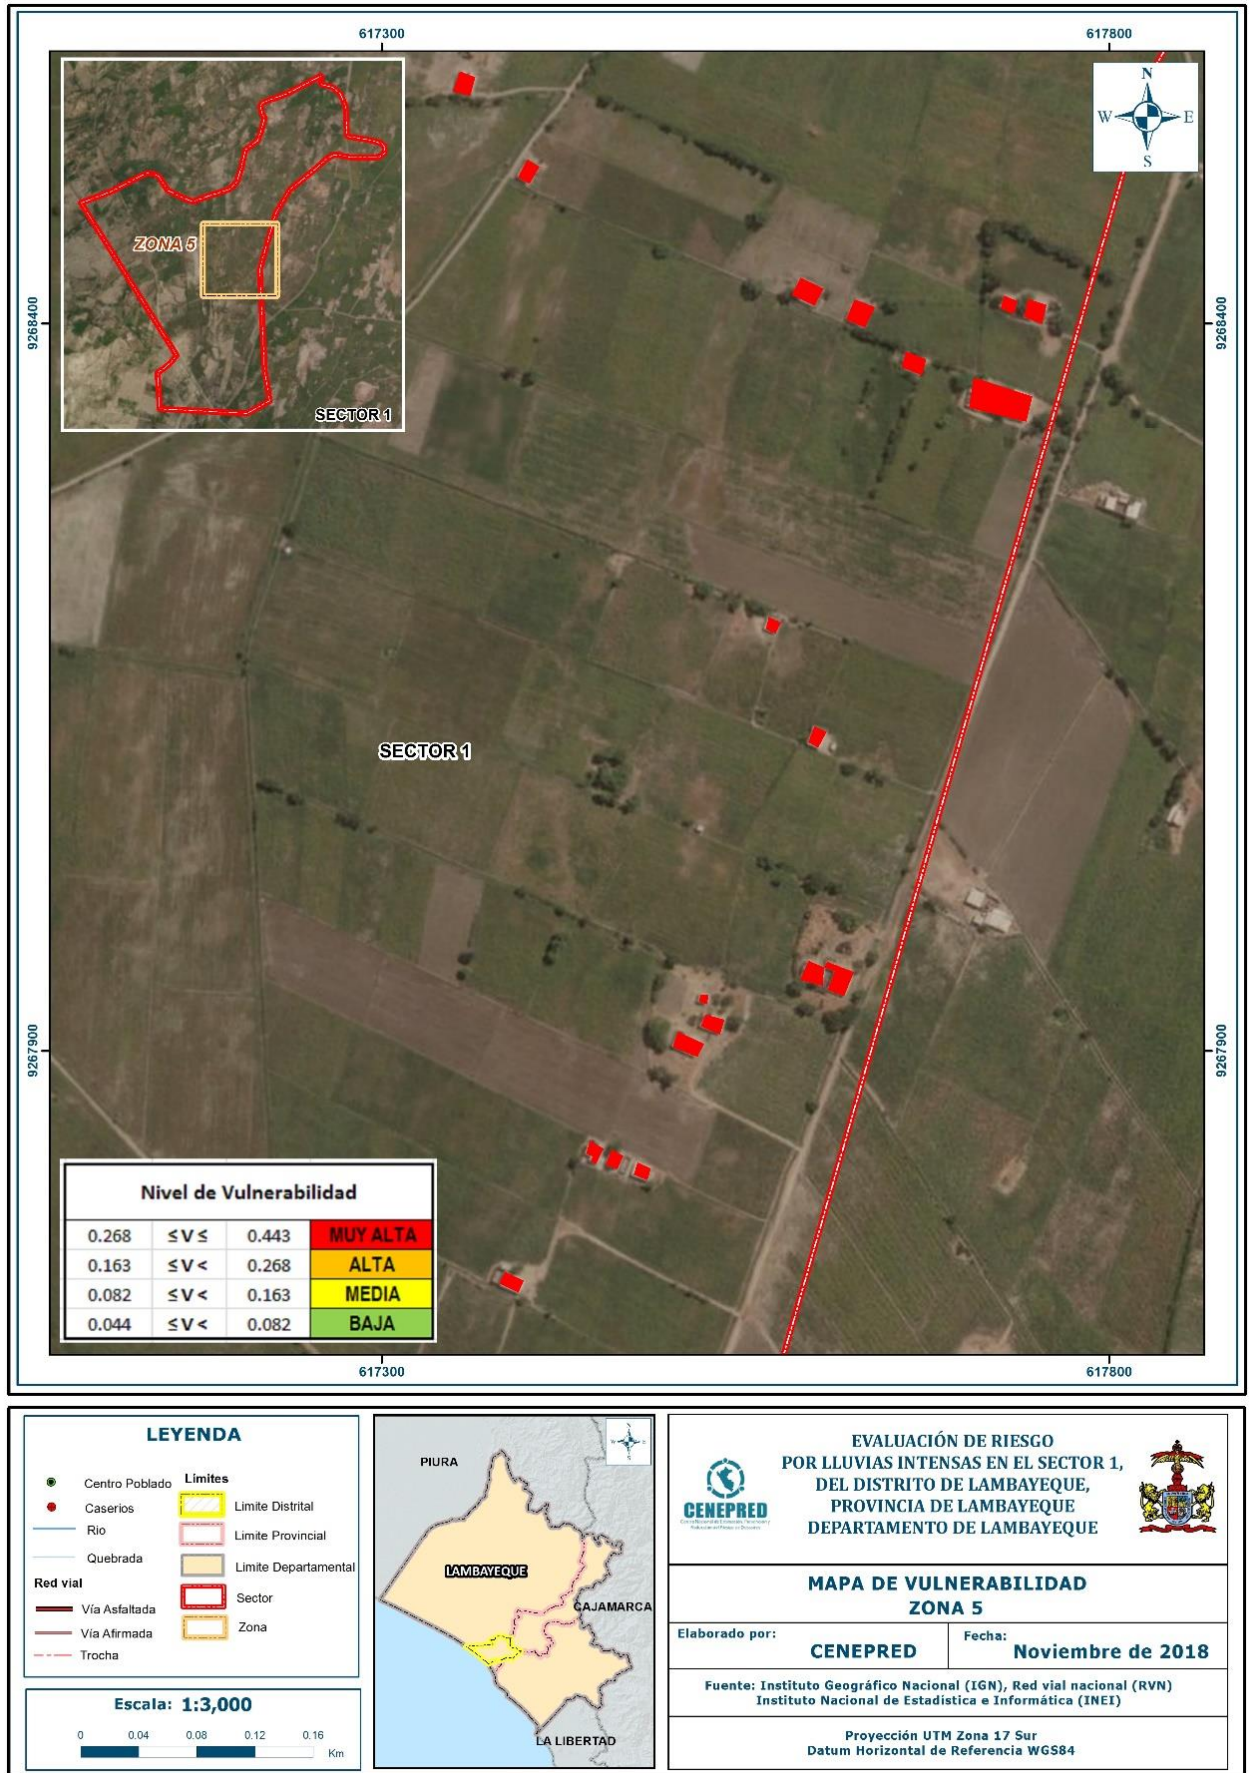 617300
617800
N
W
E
S
ZONA 5
SECTOR 1
9268400
9268400
SECTOR 1
9267900
9267900
Nivel de Vulnerabilidad
0.268 ≤ V ≤ 0.443 MUY ALTA
0.163 ≤ V < 0.268 ALTA
0.082 ≤ V < 0.163 MEDIA
0.044 ≤ V < 0.082 BAJA
617300
617800
LEYENDA
Centro Poblado
Caserios
Rio
Quebrada
Red vial
Vía Asfaltada
Vía Afirmada
Trocha
Limites
Limite Distrital
Limite Provincial
Limite Departamental
Sector
Zona
Escala: 1:3,000
0 0.04 0.08 0.12 0.16
Km
PIURA
LAMBAYEQUE
CAJAMARCA
LA LIBERTAD
CENEPRED
EVALUACIÓN DE RIESGO
POR LLUVIAS INTENSAS EN EL SECTOR 1,
DEL DISTRITO DE LAMBAYEQUE,
PROVINCIA DE LAMBAYEQUE
DEPARTAMENTO DE LAMBAYEQUE
MAPA DE VULNERABILIDAD
ZONA 5
Elaborado por:
CENEPRED
Fecha:
Noviembre de 2018
Fuente: Instituto Geográfico Nacional (IGN), Red vial nacional (RVN)
Instituto Nacional de Estadística e Informática (INEI)
Proyección UTM Zona 17 Sur
Datum Horizontal de Referencia WGS84